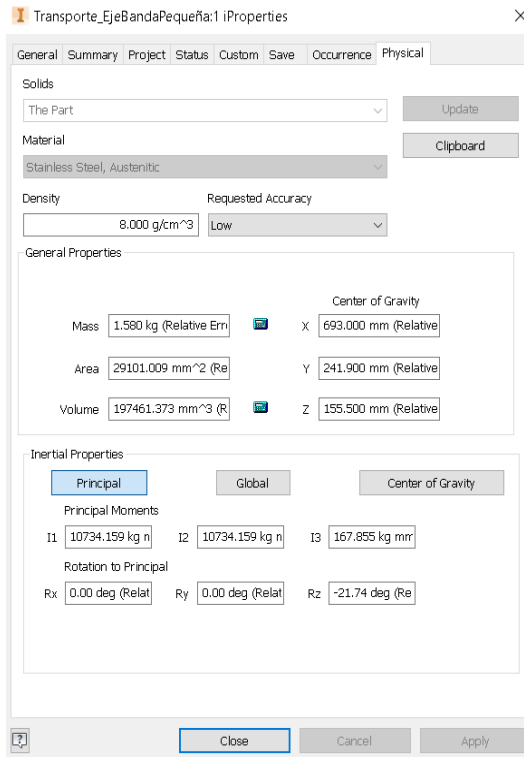 Transporte_EjeBandaPequeña:1 iProperties
General Summary Project Status Custom Save Occurrence Physical
Solids
The Part Update
Material Clipboard
Stainless Steel, Austenitic
Density Requested Accuracy
8.000 g/cm^3 Low
General Properties
Center of Gravity
Mass 1.580 kg (Relative Erro X 693.000 mm (Relative
Area 29101.009 mm^2 (Re Y 241.900 mm (Relative
Volume 197461.373 mm^3 (R Z 155.500 mm (Relative
Inertial Properties
Principal Global Center of Gravity
Principal Moments
I1 10734.159 kg n I2 10734.159 kg n I3 167.855 kg mm
Rotation to Principal
Rx 0.00 deg (Relat Ry 0.00 deg (Relat Rz -21.74 deg (Re
Close Cancel Apply